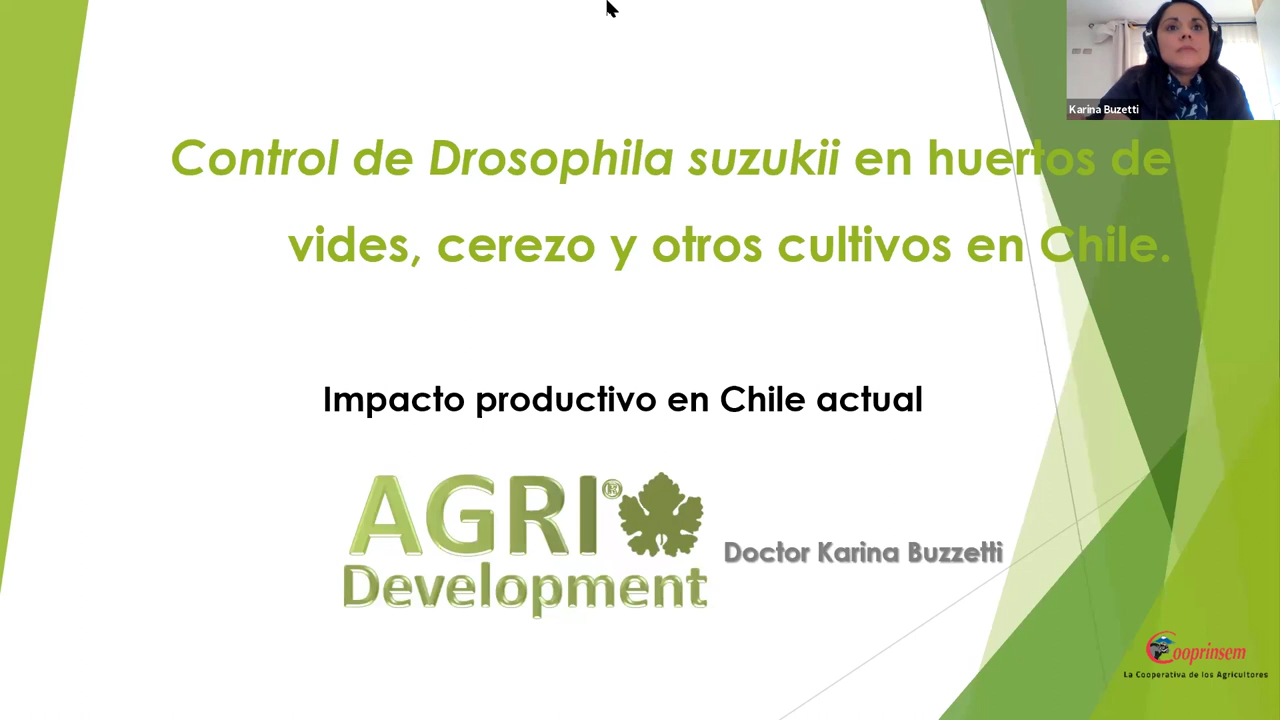 Karina Buzetti
Control de Drosophila suzukii en huertos de
vides, cerezo y otros cultivos en Chile.
Impacto productivo en Chile actual
AGRI®
Development
Doctor Karina Buzzetti
Cooprinsem
La Cooperativa de los Agricultores